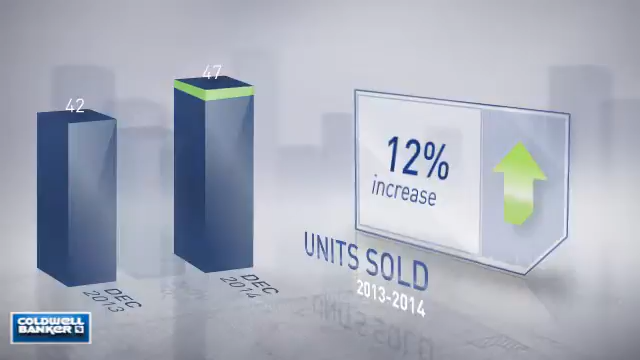 42
47
DEC
2013
DEC
2014
12%
increase
UNITS SOLD
2013-2014
COLDWELL
BANKER